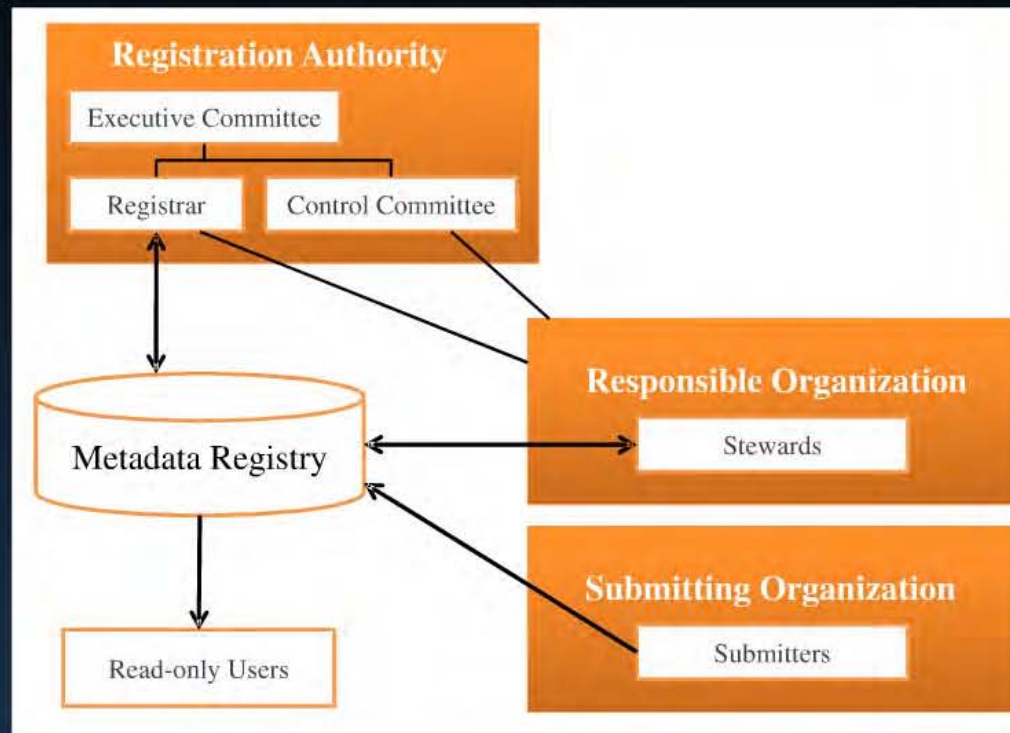 Registration Authority
Executive Committee
Registrar
Control Committee
Responsible Organization
Stewards
Metadata Registry
Submitting Organization
Submitters
Read-only Users